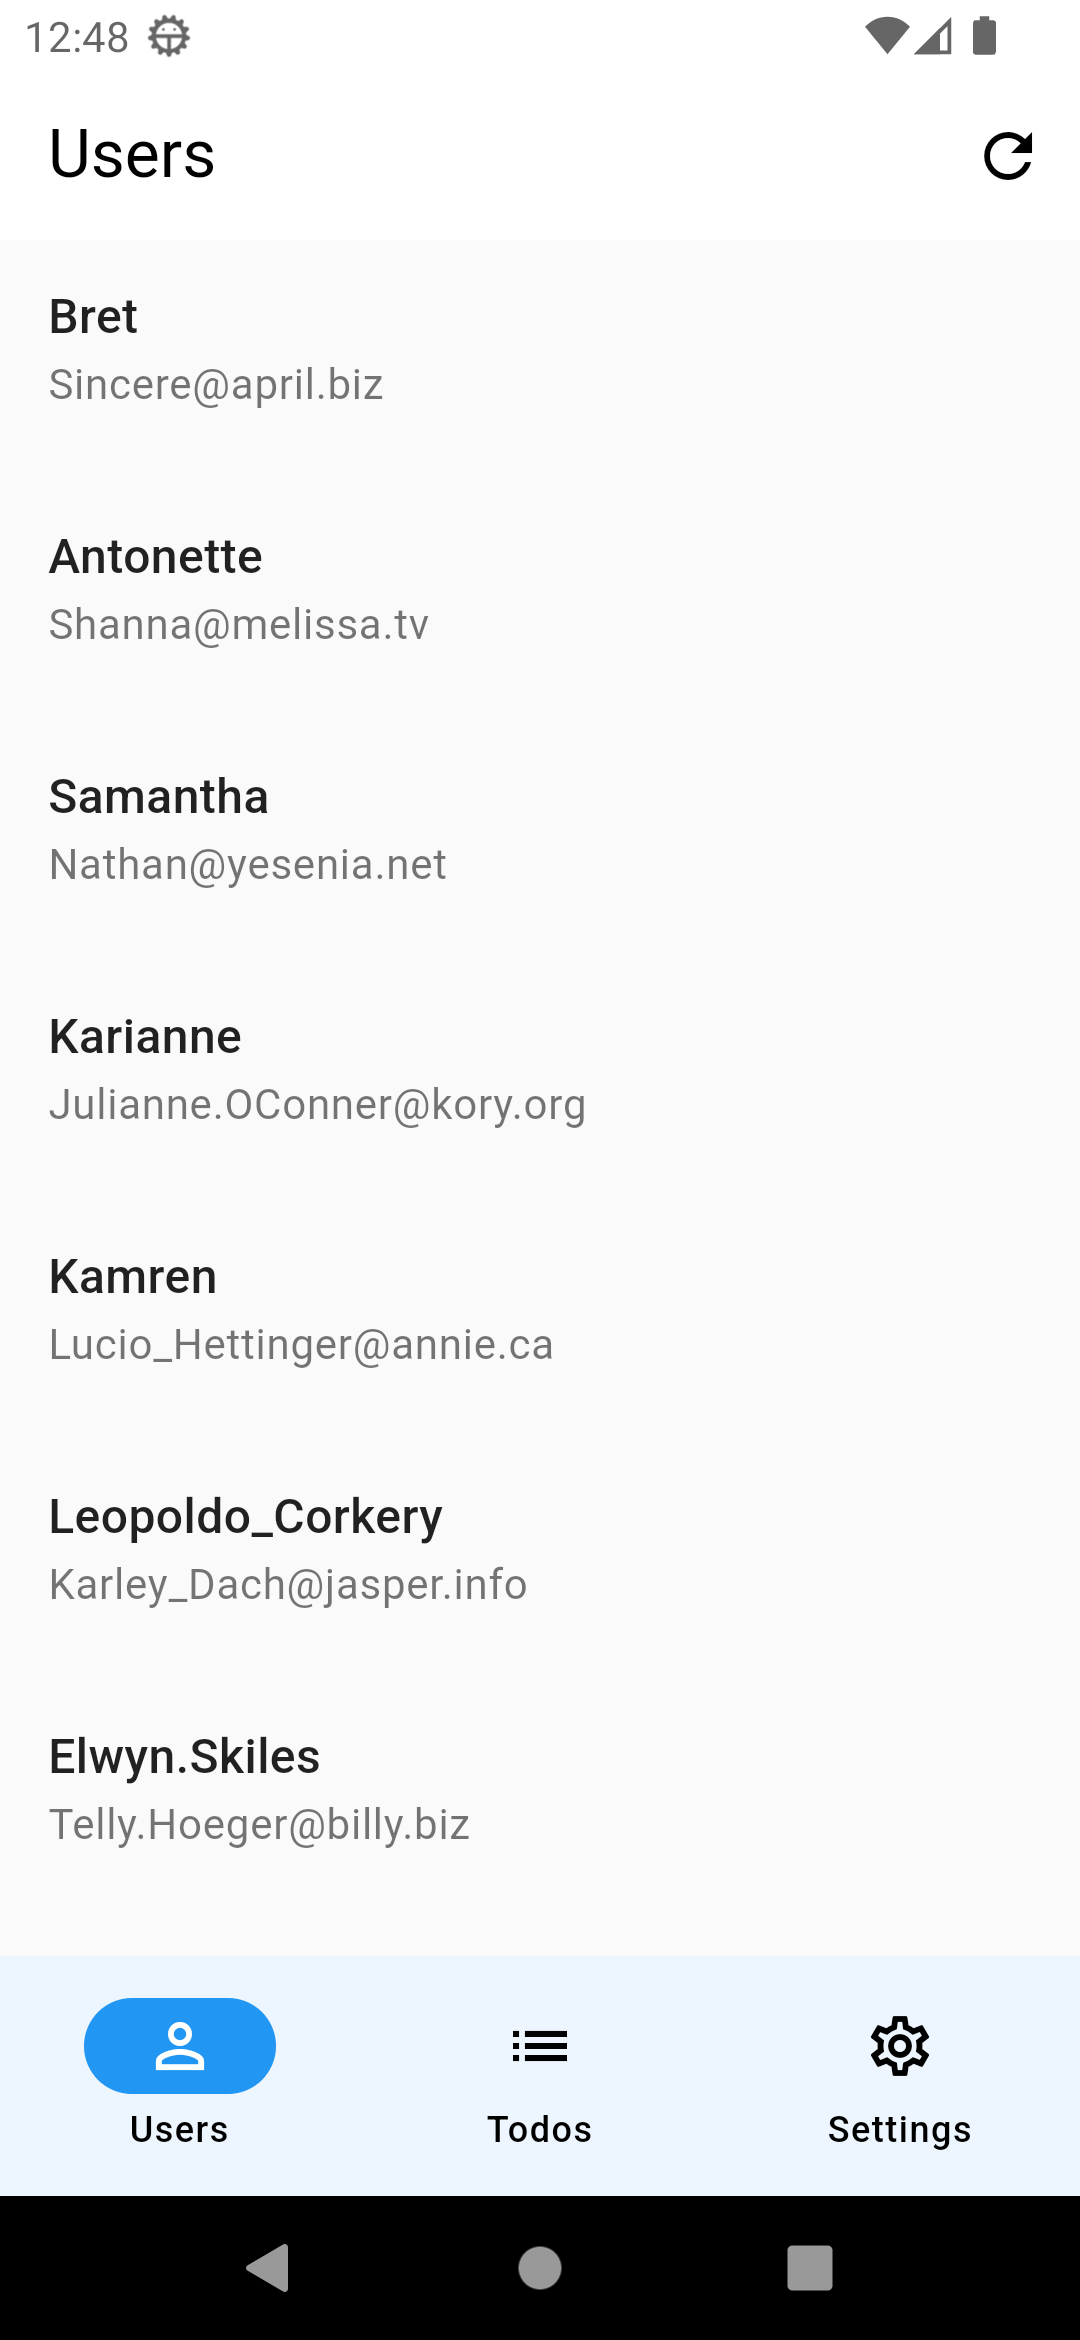 12:48
Users
Bret
Sincere@april.biz
Antonette
Shanna@melissa.tv
Samantha
Nathan@yesenia.net
Karianne
Julianne.OConner@kory.org
Kamren
Lucio_Hettinger@annie.ca
Leopoldo_Corkery
Karley_Dach@jasper.info
Elwyn.Skiles
Telly.Hoeger@billy.biz
Users Todos Settings